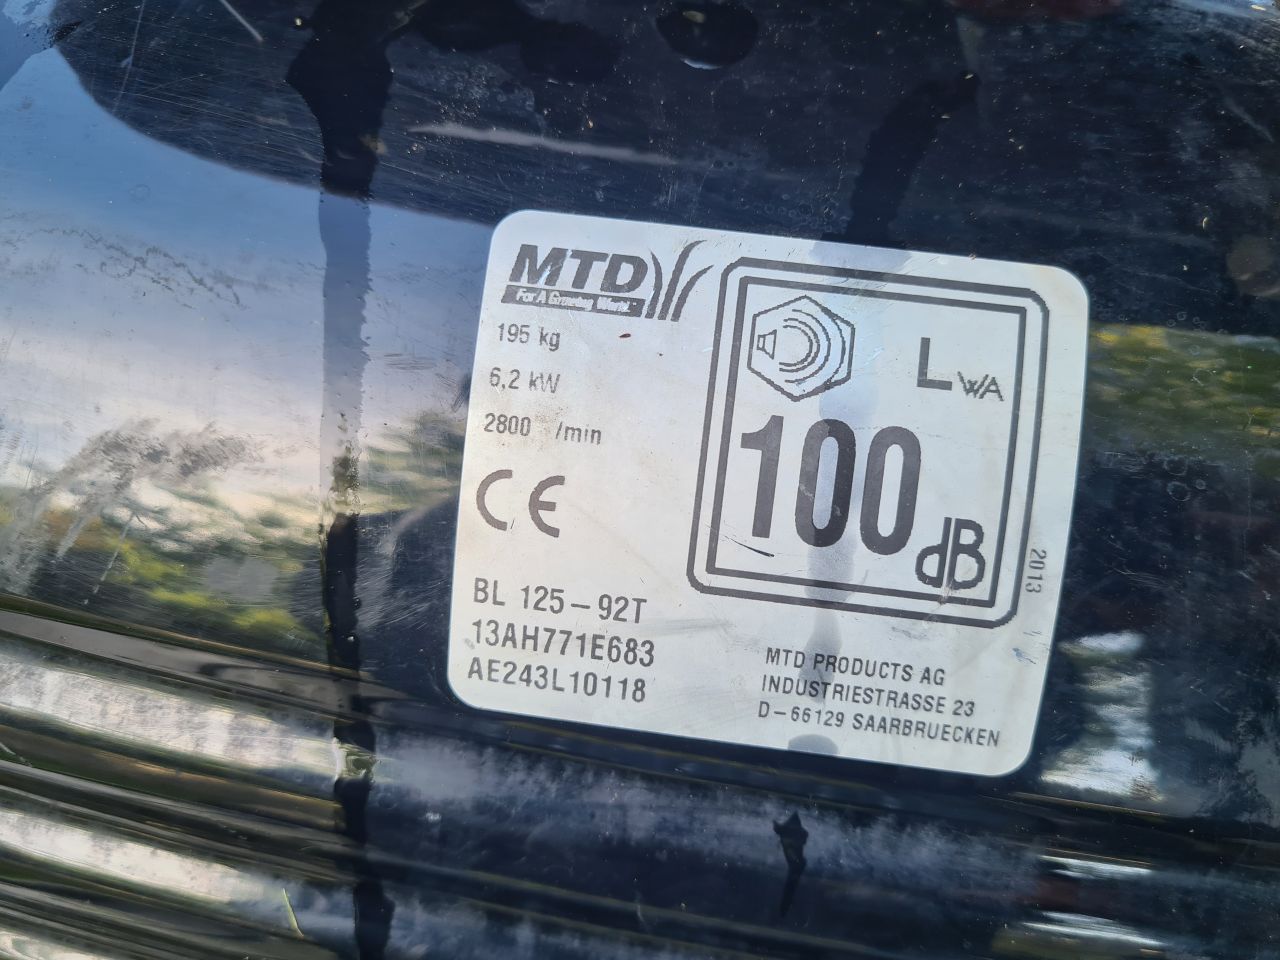 MTD
For A Growing World.
195 kg
6,2 kW
2800 /min
CE
BL 125-92T
13AH771E683
AE243L10118
LWA
100
dB
2013
MTD PRODUCTS AG
INDUSTRIESTRASSE 23
D-66129 SAARBRUECKEN